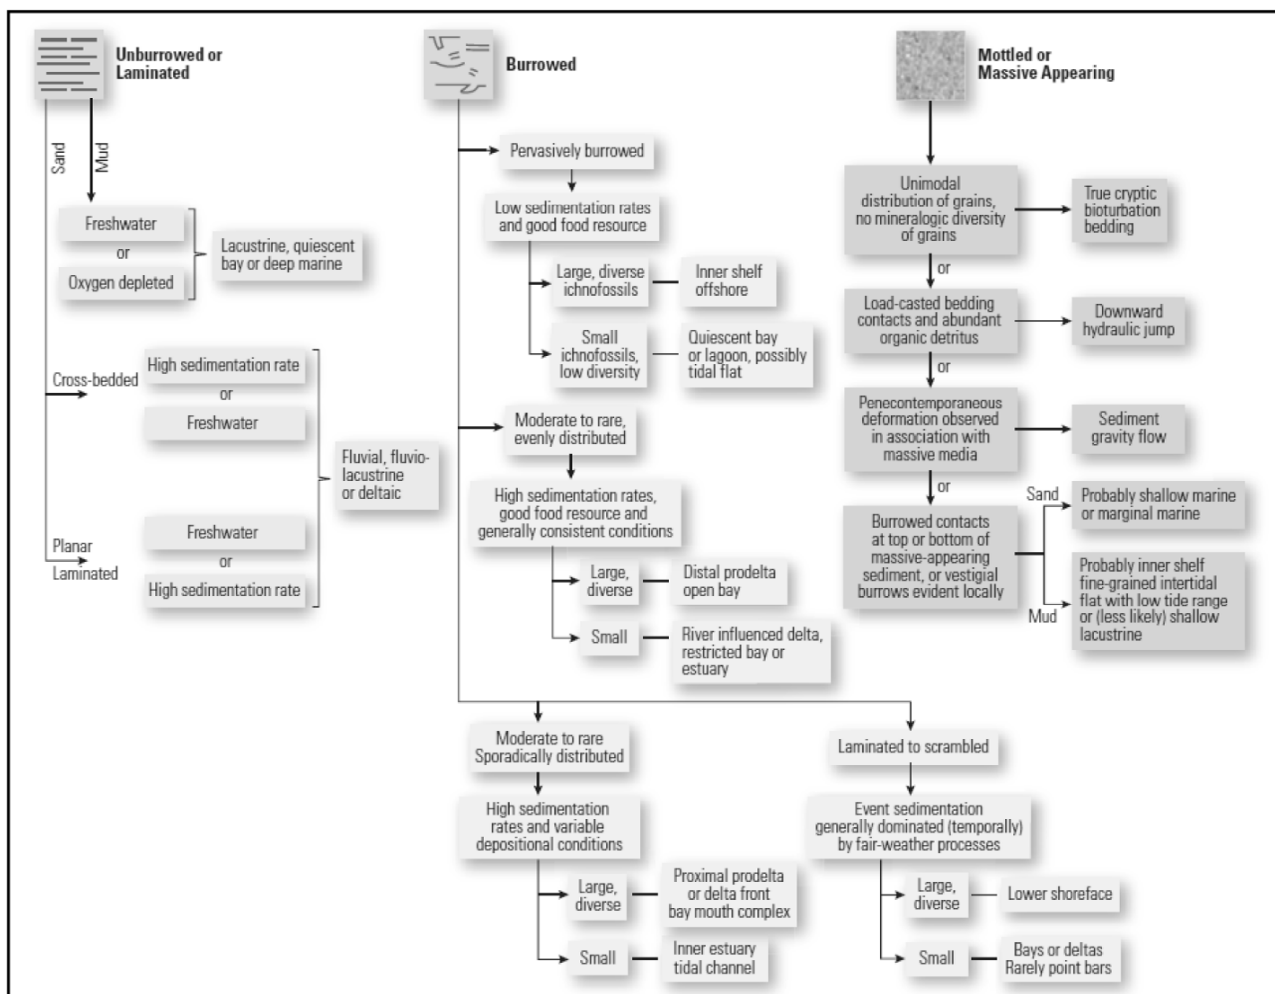 Unburrowed or
Laminated
Sand
Mud
Freshwater
or
Oxygen depleted
Lacustrine, quiescent
bay or deep marine
Cross-bedded
High sedimentation rate
or
Freshwater
Fluvial, fluvio-
lacustrine
or deltaic
Planar
Laminated
Freshwater
or
High sedimentation rate
Burrowed
Pervasively burrowed
Low sedimentation rates
and good food resource
Large, diverse
ichnofossils
Inner shelf
offshore
Small
ichnofossils,
low diversity
Quiescent bay
or lagoon, possibly
tidal flat
Moderate to rare,
evenly distributed
High sedimentation rates,
good food resource and
generally consistent conditions
Large,
diverse
Distal prodelta
open bay
Small
River influenced delta,
restricted bay or
estuary
Moderate to rare
Sporadically distributed
High sedimentation
rates and variable
depositional conditions
Large,
diverse
Proximal prodelta
or delta front
bay mouth complex
Small
Inner estuary
tidal channel
Laminated to scrambled
Event sedimentation
generally dominated (temporally)
by fair-weather processes
Large,
diverse
Lower shoreface
Small
Bays or deltas
Rarely point bars
Mottled or
Massive Appearing
Unimodal
distribution of grains,
no mineralogic diversity
of grains
True cryptic
bioturbation
bedding
or
Load-casted bedding
contacts and abundant
organic detritus
Downward
hydraulic jump
or
Penecontemporaneous
deformation observed
in association with
massive media
Sediment
gravity flow
or
Burrowed contacts
at top or bottom of
massive-appearing
sediment, or vestigial
burrows evident locally
Sand
Probably shallow marine
or marginal marine
Mud
Probably inner shelf
fine-grained intertidal
flat with low tide range
or (less likely) shallow
lacustrine